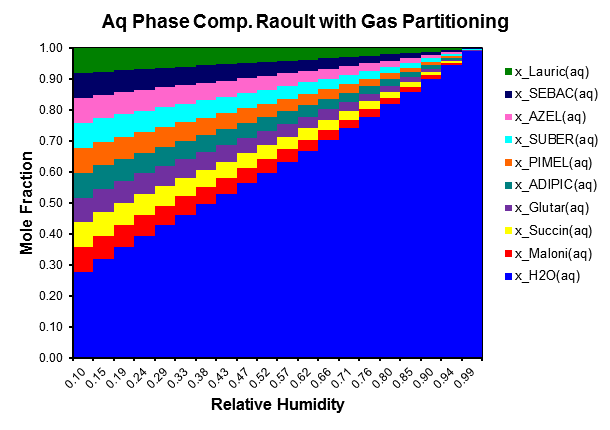 Aq Phase Comp. Raoult with Gas Partitioning
Mole Fraction
1.00
0.90
0.80
0.70
0.60
0.50
0.40
0.30
0.20
0.10
0.00
0.10 0.15 0.19 0.24 0.29 0.33 0.38 0.43 0.47 0.52 0.57 0.62 0.66 0.71 0.76 0.80 0.85 0.90 0.94 0.99
Relative Humidity
x_Lauric(aq)
x_SEBAC(aq)
x_AZEL(aq)
x_SUBER(aq)
x_PIMEL(aq)
x_ADIPIC(aq)
x_Glutar(aq)
x_Succin(aq)
x_Maloni(aq)
x_H2O(aq)